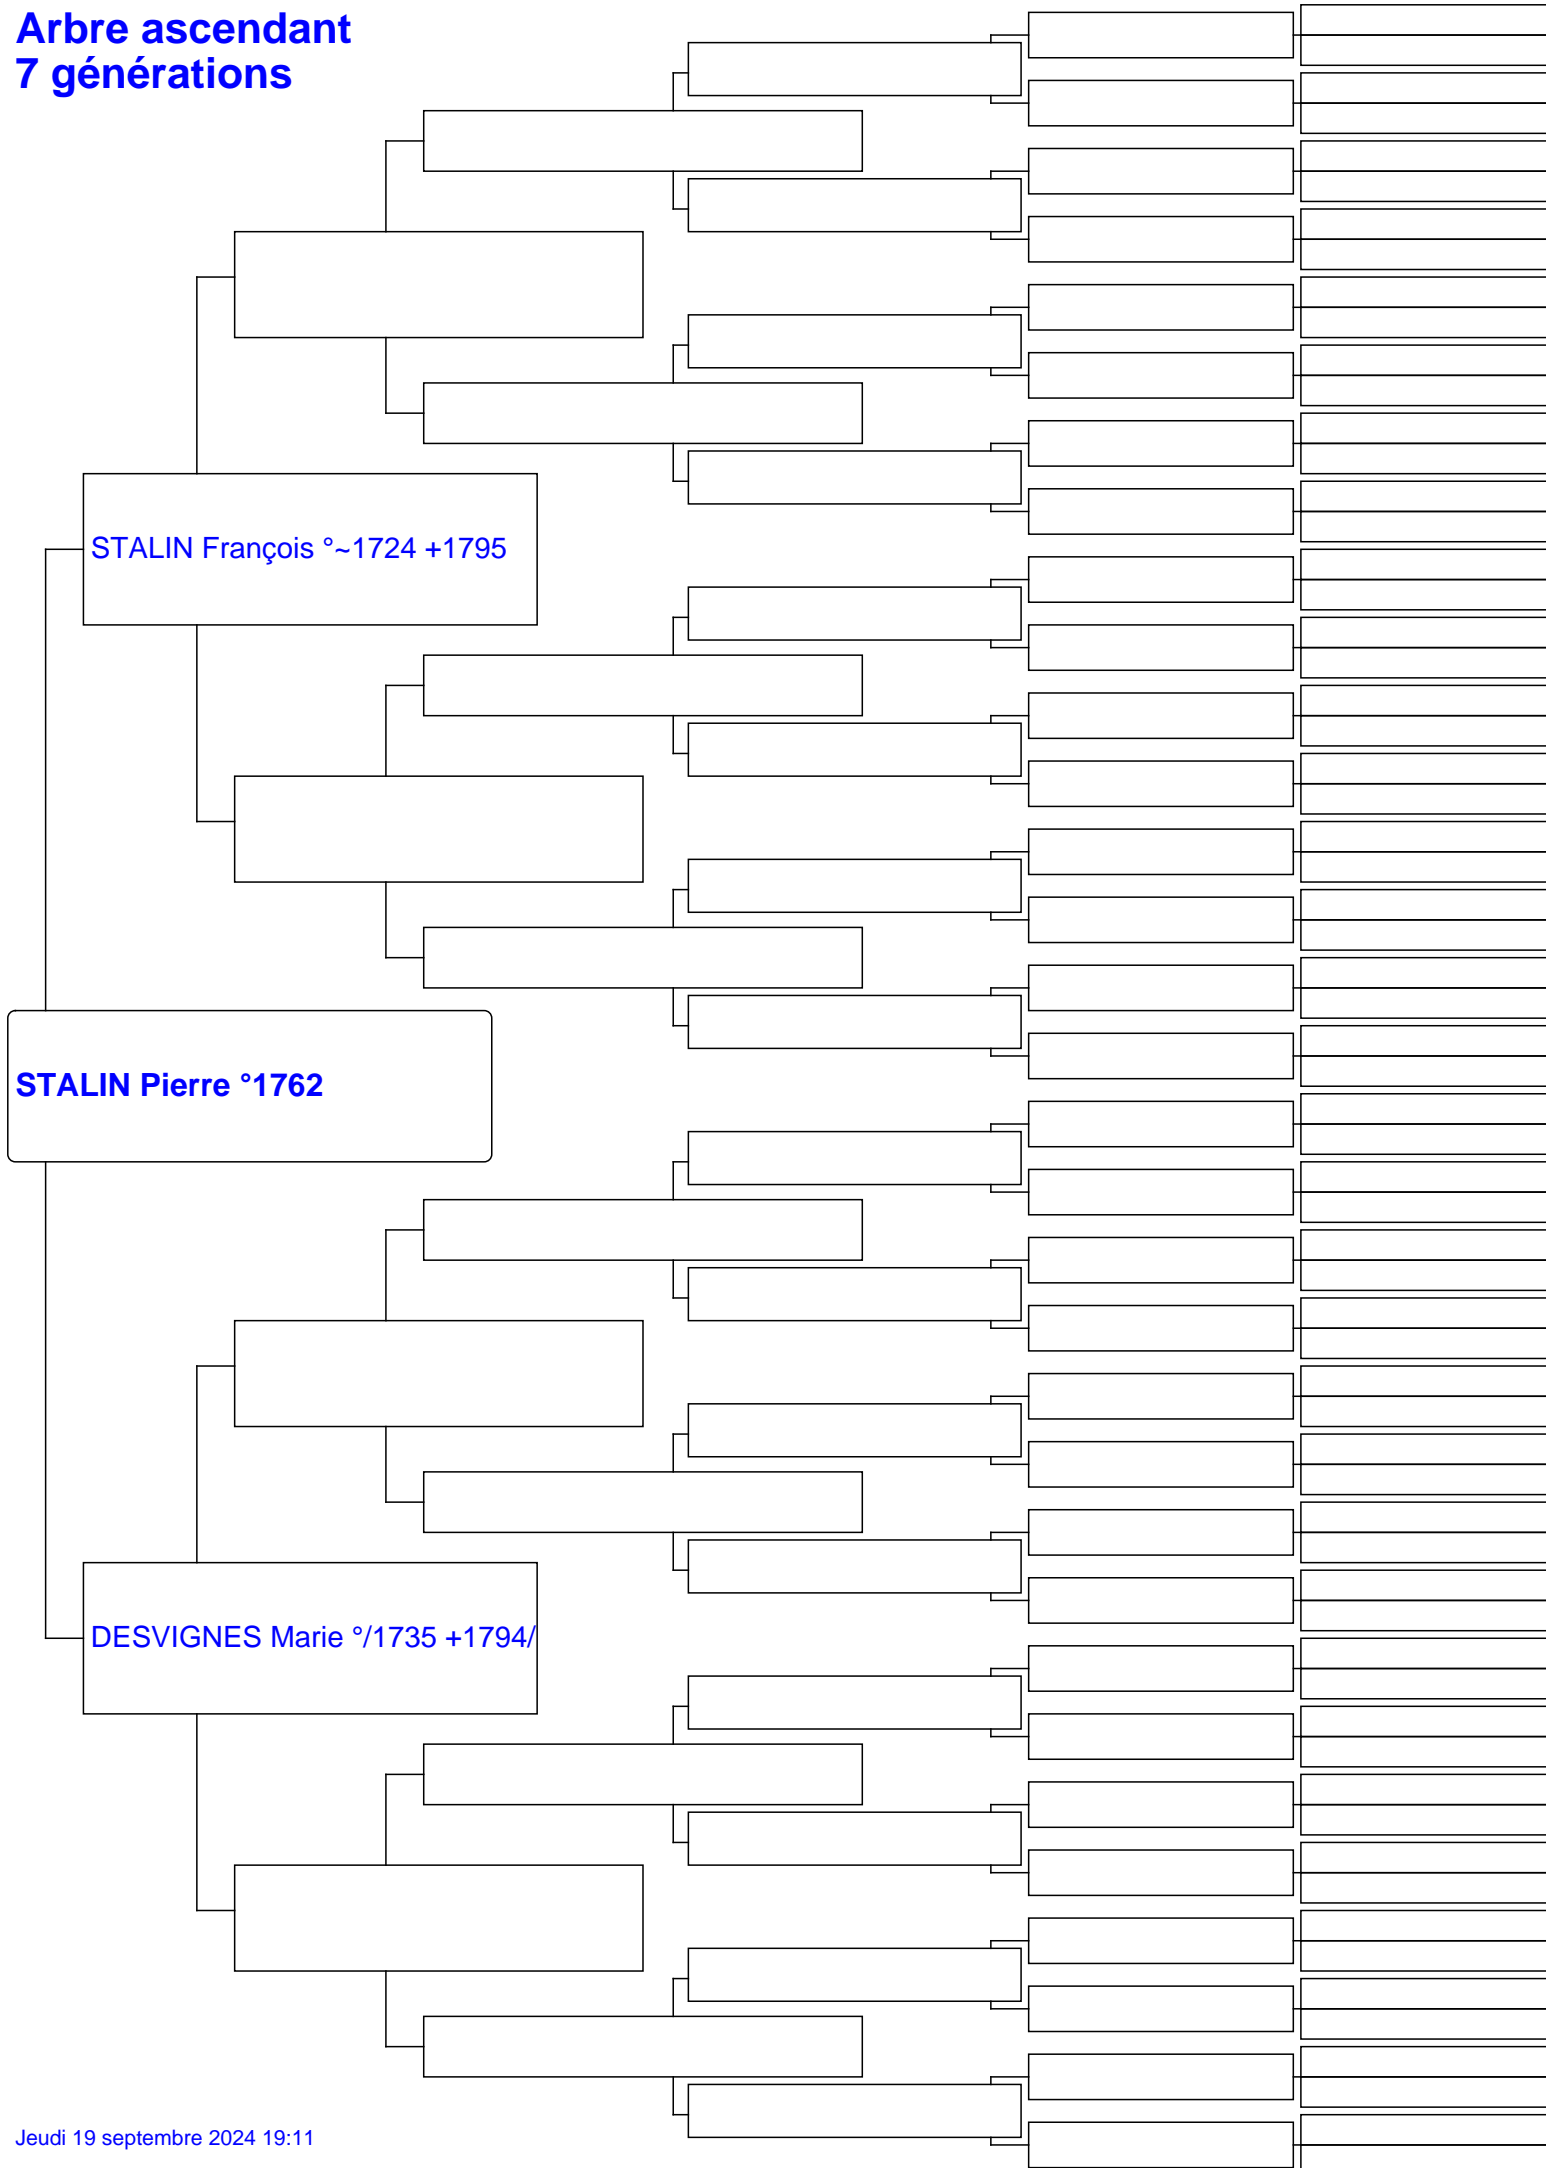 Arbre ascendant
7 générations
STALIN François °~1724 +1795
STALIN Pierre °1762
DESVIGNES Marie °/1735 +1794/
Jeudi 19 septembre 2024 19:11